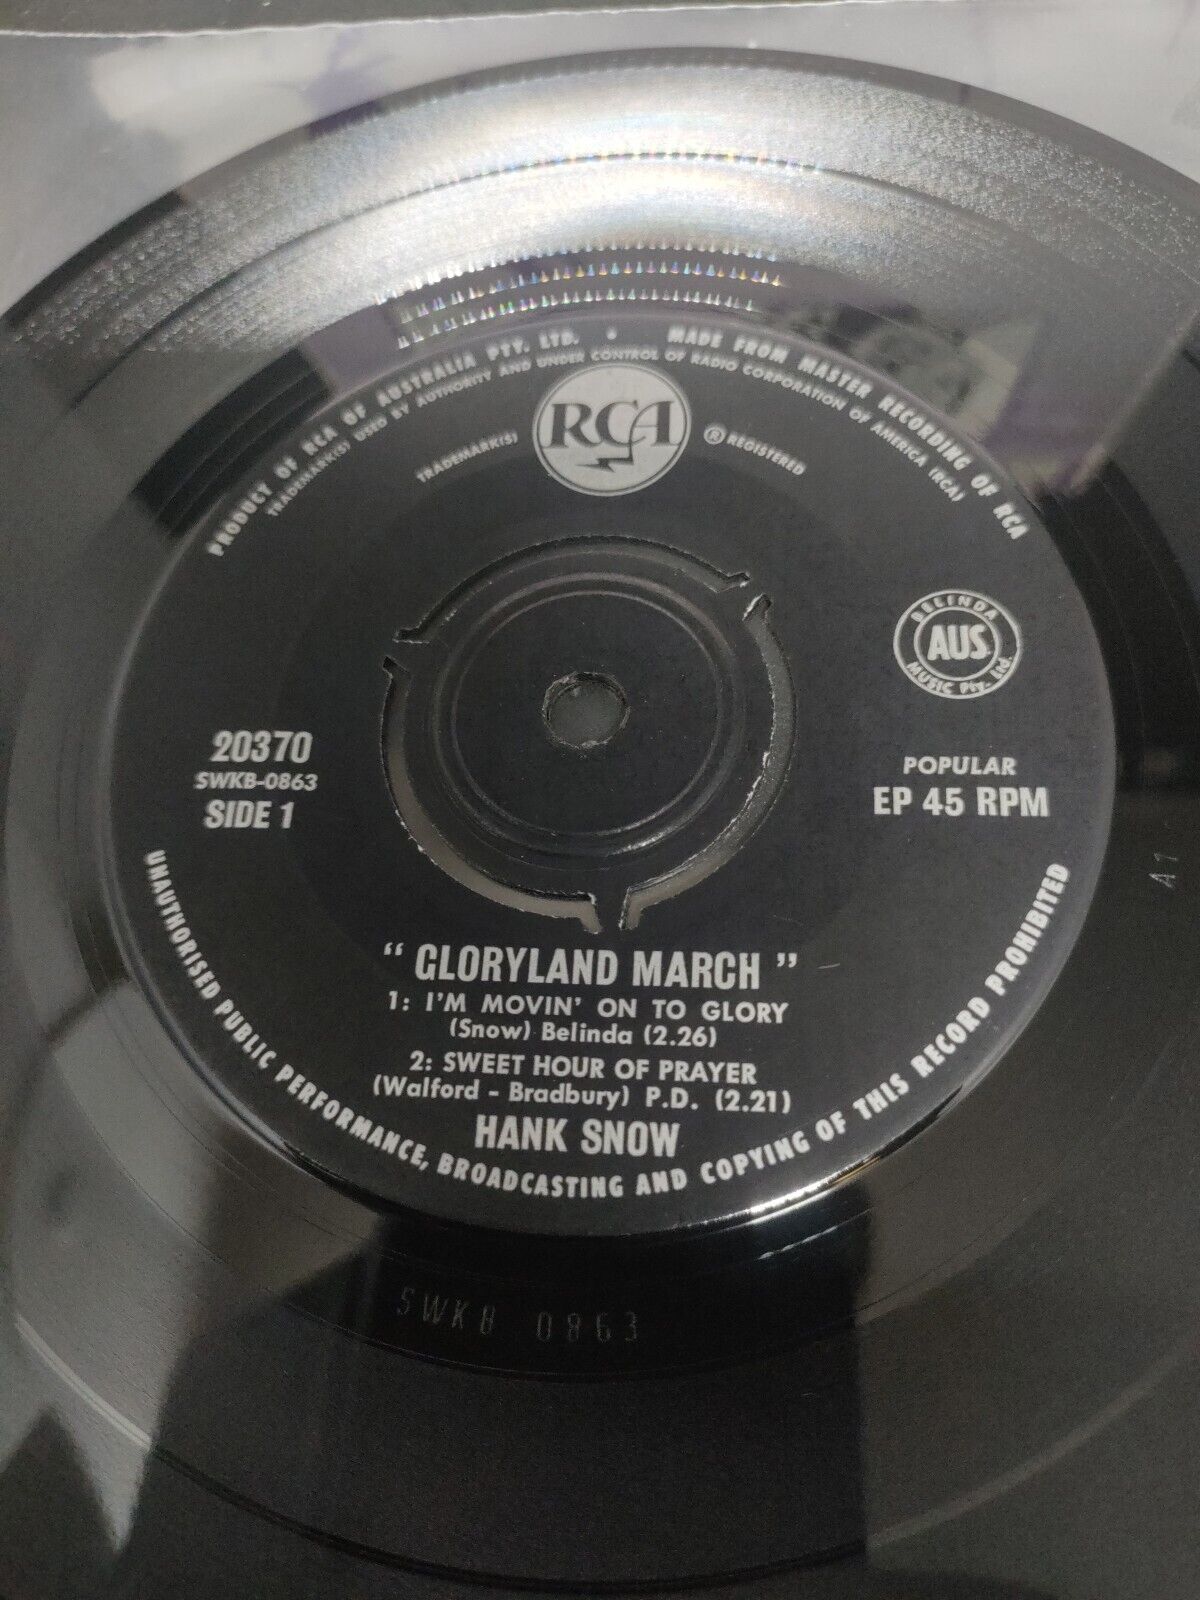 PRODUCT OF RCA OF AUSTRALIA PTY. LTD. • MADE FROM MASTER RECORDING OF RCA
TRADEMARK(S) USED BY AUTHORITY AND UNDER CONTROL OF RADIO CORPORATION OF AMERICA (RCA)
TRADEMARK(S) RCA ® REGISTERED
BELINDA
AUS
MUSIC Pty. Ltd.
20370
SWKB-0863
SIDE 1
POPULAR
EP 45 RPM
" GLORYLAND MARCH "
1: I'M MOVIN' ON TO GLORY
(Snow) Belinda (2.26)
2: SWEET HOUR OF PRAYER
(Walford - Bradbury) P.D. (2.21)
HANK SNOW
UNAUTHORISED PUBLIC PERFORMANCE, BROADCASTING AND COPYING OF THIS RECORD PROHIBITED
A1
SWKB 0863